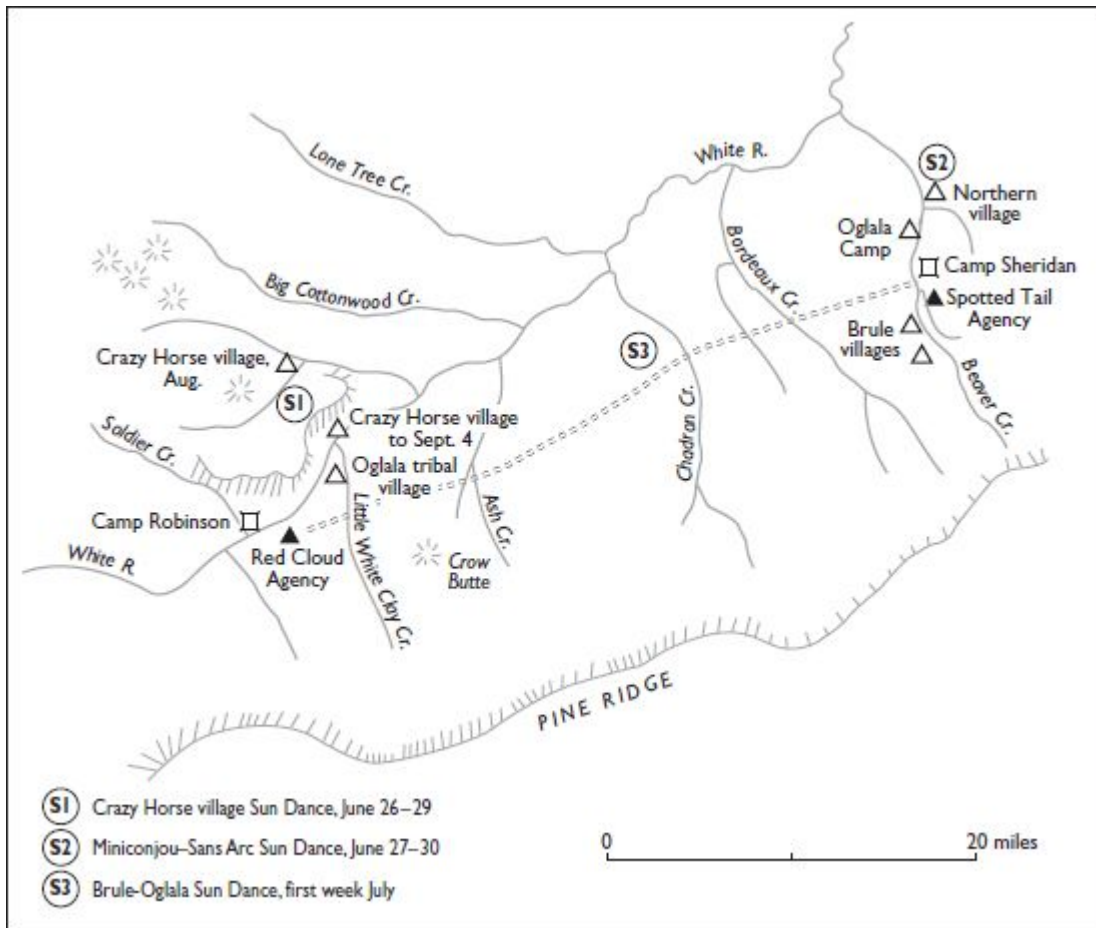 Lone Tree Cr.
White R.
S2
Northern
village
Oglala
Camp
Bordeaux Cr.
Camp Sheridan
Big Cottonwood Cr.
Spotted Tail
Agency
Brule
villages
S3
Crazy Horse village,
Aug.
S1
Beaver Cr.
Soldier Cr.
Crazy Horse village
to Sept. 4
Oglala tribal
village
Chadran Cr.
Camp Robinson
Ash Cr.
White R.
Red Cloud
Agency
Little White Clay Cr.
Crow
Butte
PINE RIDGE
S1 Crazy Horse village Sun Dance, June 26–29
S2 Miniconjou–Sans Arc Sun Dance, June 27–30
S3 Brule-Oglala Sun Dance, first week July
0 20 miles